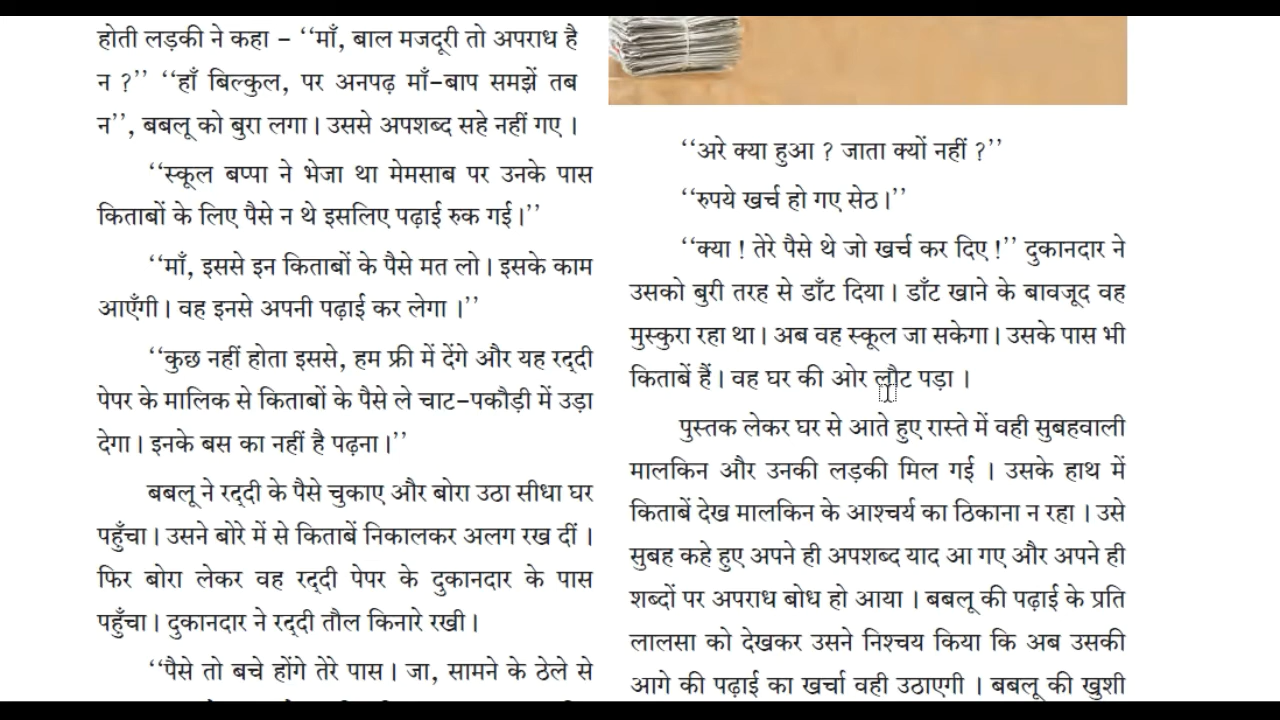 होती लड़की ने कहा – ‘‘माँ, बाल मजदूरी तो अपराध है
न ?’’ ‘‘हाँ बिल्कुल, पर अनपढ़ माँ-बाप समझें तब
न’’, बबलू को बुरा लगा। उससे अपशब्द सहे नहीं गए ।
‘‘स्कूल बप्पा ने भेजा था मेमसाब पर उनके पास
किताबों के लिए पैसे न थे इसलिए पढ़ाई रुक गई।’’
‘‘माँ, इससे इन किताबों के पैसे मत लो । इसके काम
आएँगी । वह इनसे अपनी पढ़ाई कर लेगा ।’’
‘‘कुछ नहीं होता इससे, हम फ्री में देंगे और यह रद्‌दी
पेपर के मालिक से किताबों के पैसे ले चाट-पकौड़ी में उड़ा
देगा । इनके बस का नहीं है पढ़ना ।’’
बबलू ने रद्‌दी के पैसे चुकाए और बोरा उठा सीधा घर
पहुँचा । उसने बोरे में से किताबें निकालकर अलग रख दीं ।
फिर बोरा लेकर वह रद्‌दी पेपर के दुकानदार के पास
पहुँचा । दुकानदार ने रद्‌दी तौल किनारे रखी ।
‘‘पैसे तो बचे होंगे तेरे पास । जा, सामने के ठेले से
‘‘अरे क्या हुआ ? जाता क्यों नहीं ?’’
‘‘रुपये खर्च हो गए सेठ ।’’
‘‘क्या ! तेरे पैसे थे जो खर्च कर दिए !’’ दुकानदार ने
उसको बुरी तरह से डाँट दिया । डाँट खाने के बावजूद वह
मुस्कुरा रहा था । अब वह स्कूल जा सकेगा । उसके पास भी
किताबें हैं । वह घर की ओर लौट पड़ा ।
पुस्तक लेकर घर से आते हुए रास्ते में वही सुबहवाली
मालकिन और उनकी लड़की मिल गई । उसके हाथ में
किताबें देख मालकिन के आश्चर्य का ठिकाना न रहा । उसे
सुबह कहे हुए अपने ही अपशब्द याद आ गए और अपने ही
शब्दों पर अपराध बोध हो आया । बबलू की पढ़ाई के प्रति
लालसा को देखकर उसने निश्चय किया कि अब उसकी
आगे की पढ़ाई का खर्चा वही उठाएगी । बबलू की खुशी